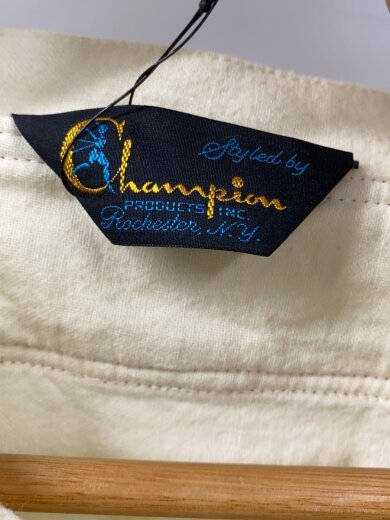 Styled by
Champion
PRODUCTS INC.
Rochester, N.Y.